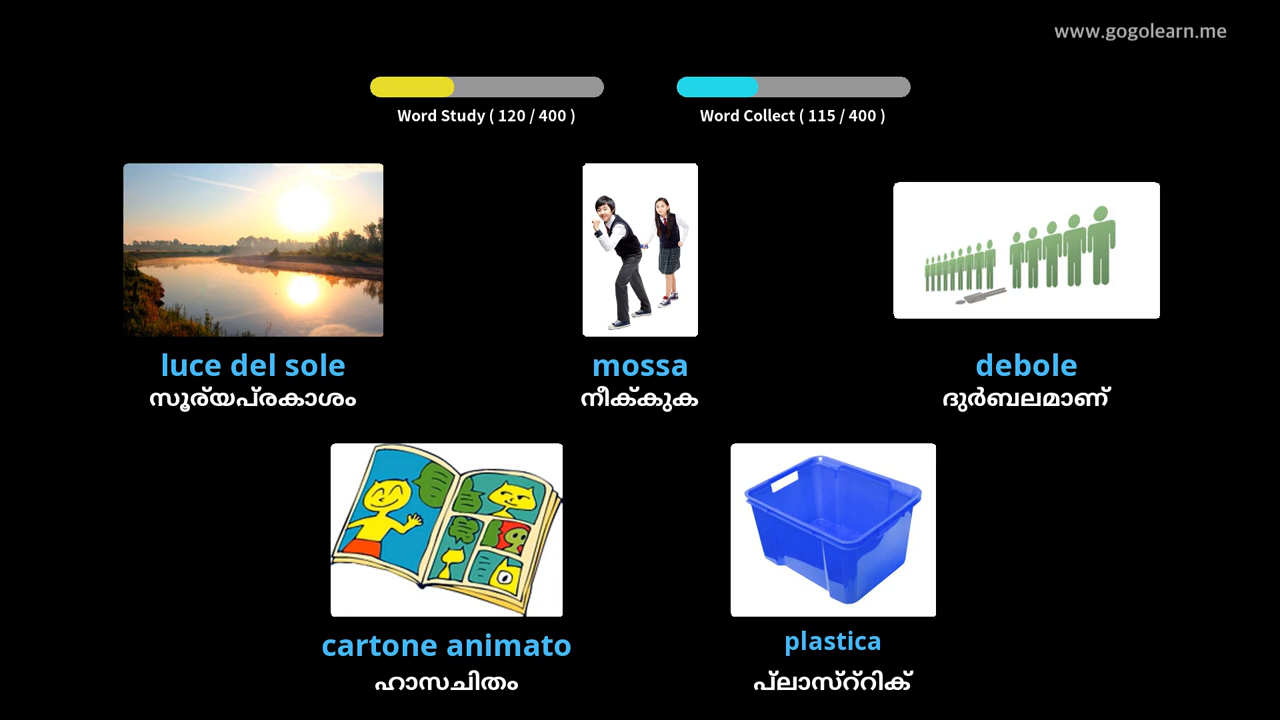 www.gogolearn.me
Word Study ( 120 / 400 )
Word Collect ( 115 / 400 )
luce del sole
സൂര്യപ്രകാശം
mossa
നീക്കുക
debole
ദുർബലമാണ്
cartone animato
ഹാസചിതം
plastica
പ്ലാസ്റ്റിക്